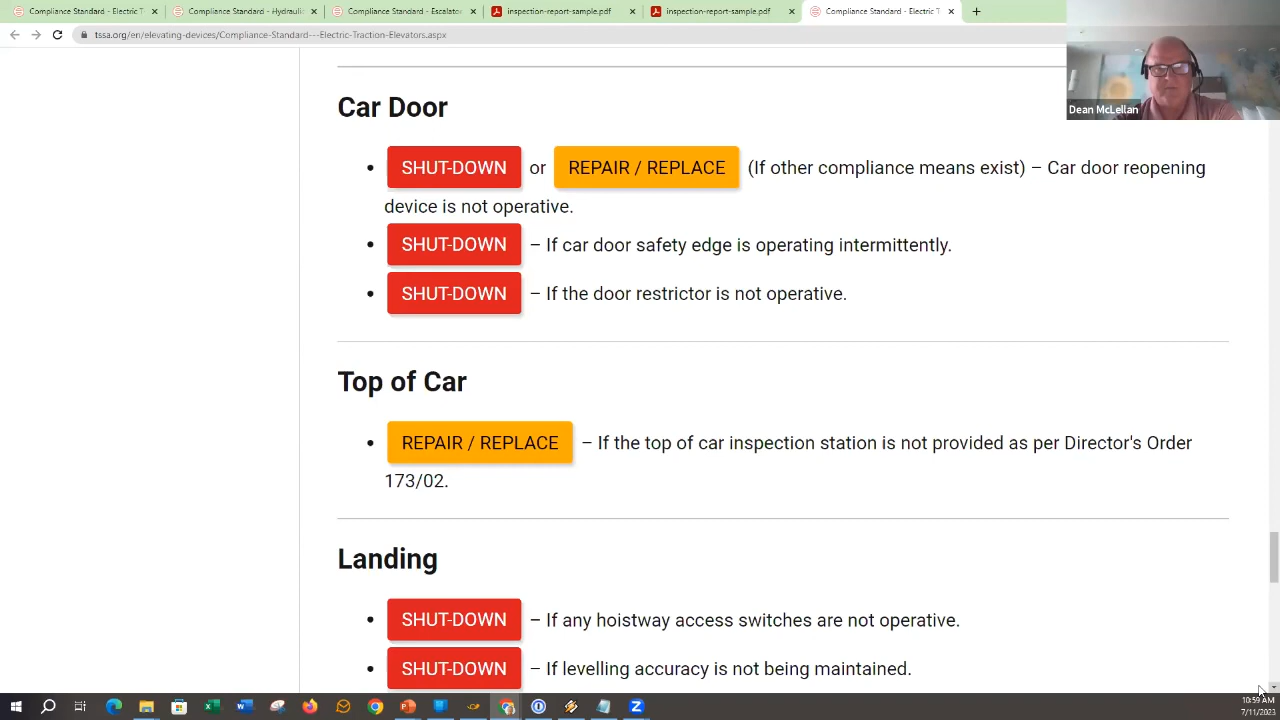 Compliance Standard - Electric T
Compliance Standard - Hydraulic
Compliance Standard - Escalator
inspection-report-sample.pdf
inspection-report-sample.pdf
Compliance Standard - Electric T
tssa.org/en/elevating-devices/Compliance-Standard---Electric-Traction-Elevators.aspx
Dean McLellan
Car Door
• SHUT-DOWN or REPAIR / REPLACE (If other compliance means exist) – Car door reopening
device is not operative.
• SHUT-DOWN – If car door safety edge is operating intermittently.
• SHUT-DOWN – If the door restrictor is not operative.
Top of Car
• REPAIR / REPLACE – If the top of car inspection station is not provided as per Director's Order
173/02.
Landing
• SHUT-DOWN – If any hoistway access switches are not operative.
• SHUT-DOWN – If levelling accuracy is not being maintained.
10:59 AM
7/11/2023